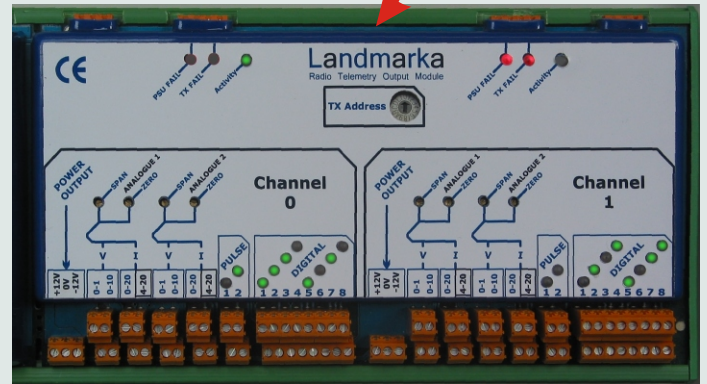 CE
PSU FAIL
TX FAIL
Activity
Landmarka
Radio Telemetry Output Module
TX Address
PSU FAIL
TX FAIL
Activity
POWER OUTPUT
SPAN
ANALOGUE 1
ZERO
SPAN
ANALOGUE 2
ZERO
Channel
0
V
I
V
I
PULSE
DIGITAL
+12V
0V
-12V
0-1
0-10
0-20
4-20
0-1
0-10
0-20
4-20
1 2
1 2 3 4 5 6 7 8
POWER OUTPUT
SPAN
ANALOGUE 1
ZERO
SPAN
ANALOGUE 2
ZERO
Channel
1
V
I
V
I
PULSE
DIGITAL
+12V
0V
-12V
0-1
0-10
0-20
4-20
0-1
0-10
0-20
4-20
1 2
1 2 3 4 5 6 7 8